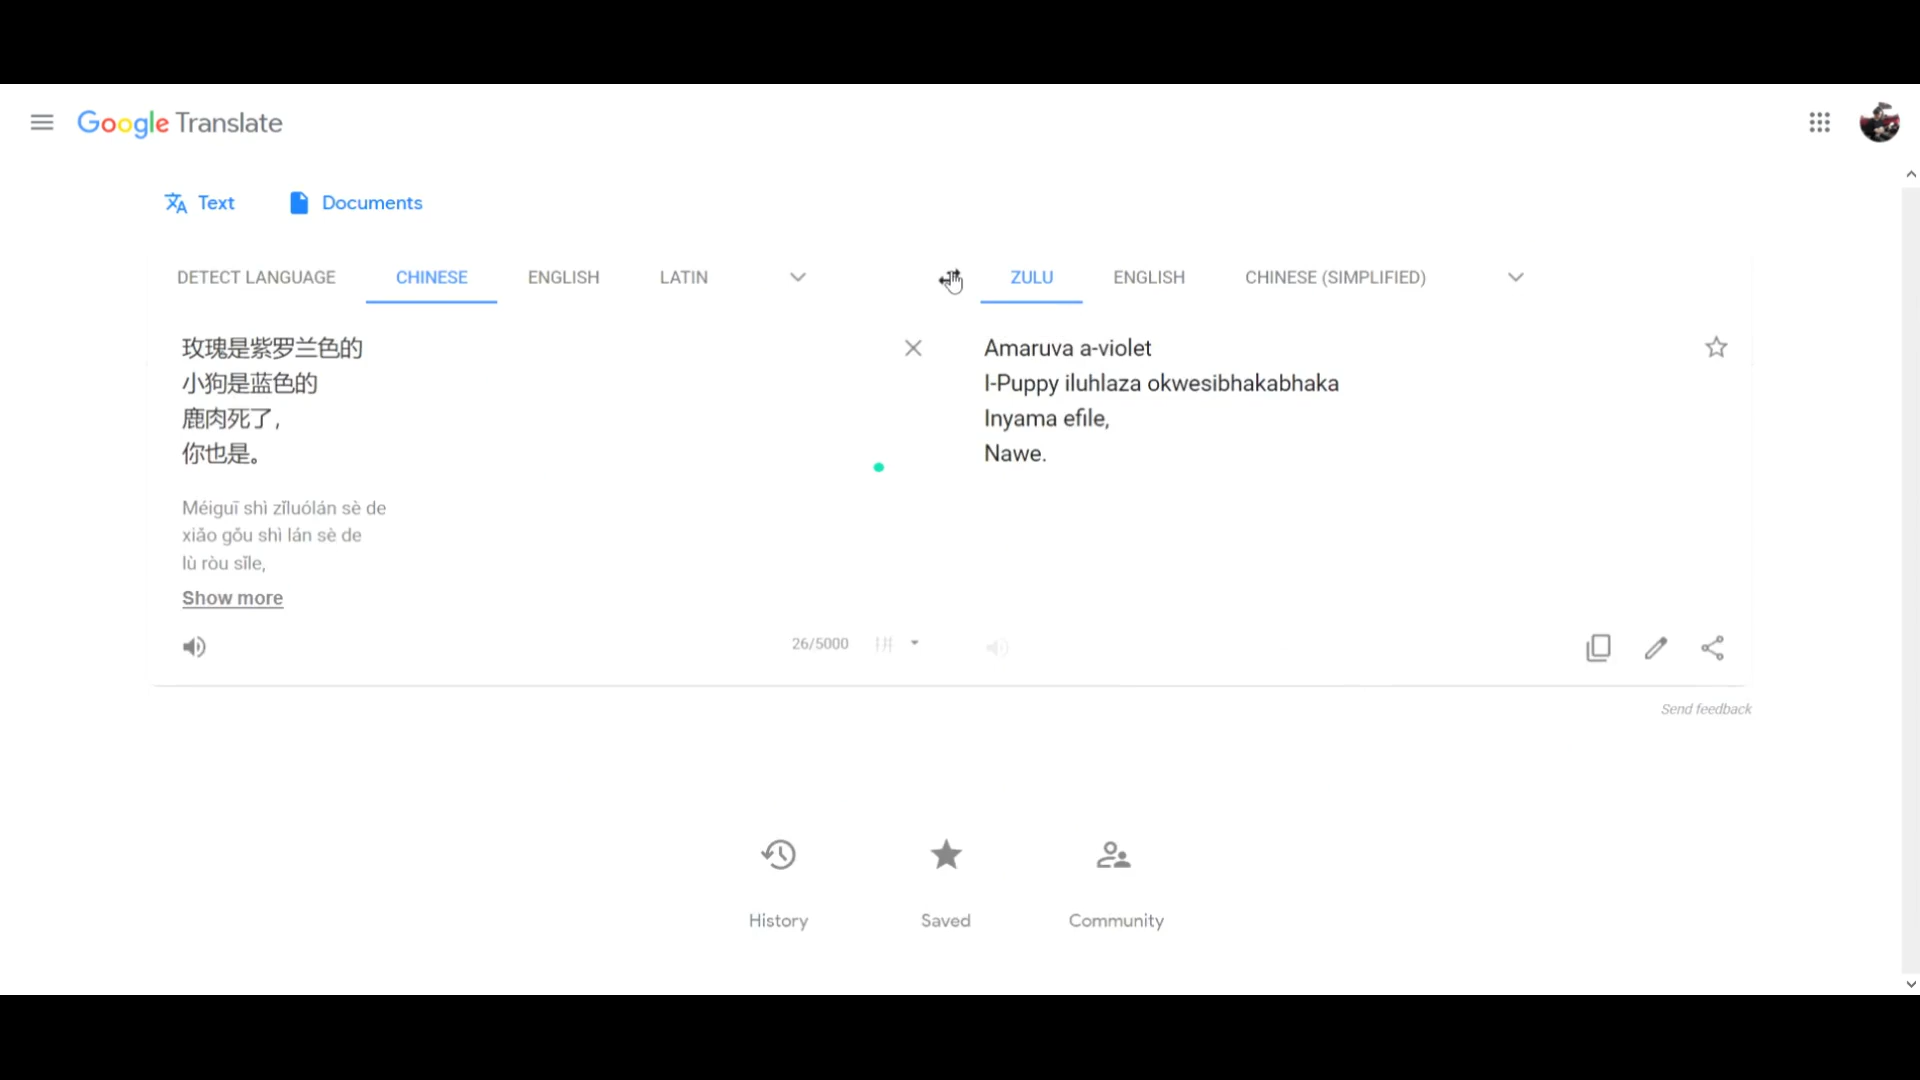 Google Translate
Text
Documents
DETECT LANGUAGE
CHINESE
ENGLISH
LATIN
ZULU
ENGLISH
CHINESE (SIMPLIFIED)
玫瑰是紫罗兰色的
小狗是蓝色的
鹿肉死了,
你也是。
Méiguī shì zǐluólán sè de
xiǎo gǒu shì lán sè de
lù ròu sǐle,
Show more
26/5000
拼
Amaruva a-violet
I-Puppy iluhlaza okwesibhakabhaka
Inyama efile,
Nawe.
Send feedback
History
Saved
Community